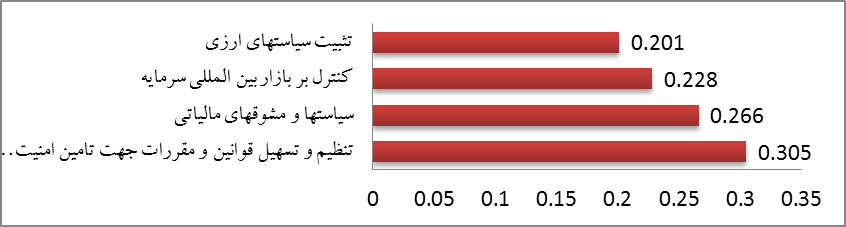 تثبیت سیاستهای ارزی
0.201
کنترل بر بازار بین المللی سرمایه
0.228
سیاستها و مشوقهای مالیاتی
0.266
تنظیم و تسهیل قوانین و مقررات جهت تامین امنیت..
0.305
0 0.05 0.1 0.15 0.2 0.25 0.3 0.35